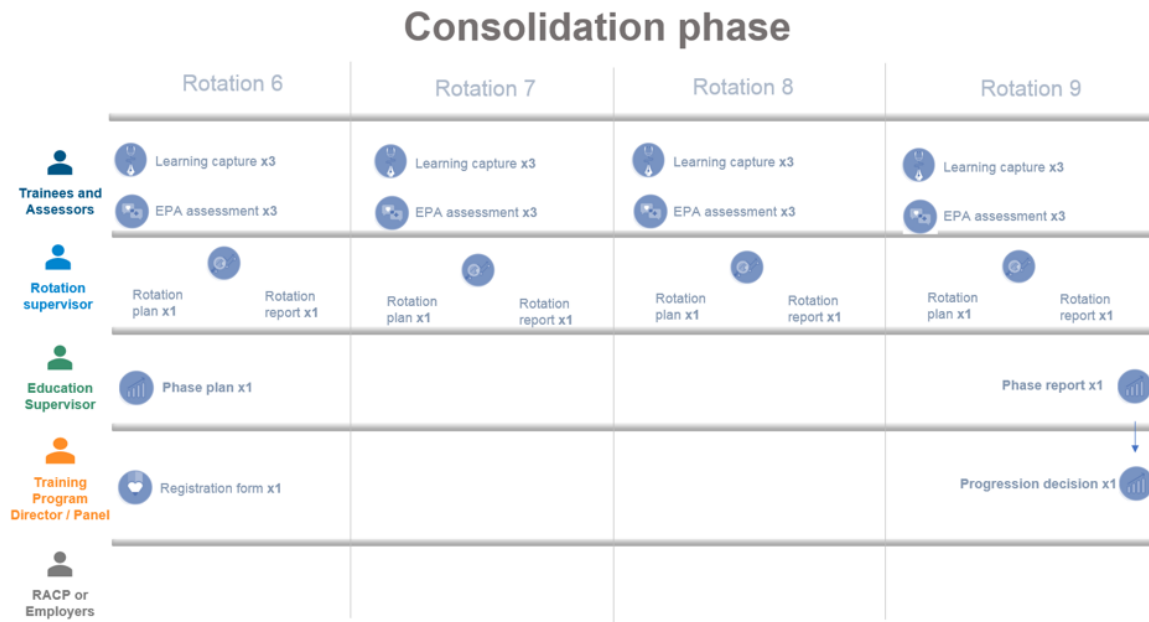 Consolidation phase
Rotation 6
Rotation 7
Rotation 8
Rotation 9
Trainees and
Assessors
Learning capture x3
Learning capture x3
Learning capture x3
Learning capture x3
EPA assessment x3
EPA assessment x3
EPA assessment x3
EPA assessment x3
Rotation
supervisor
Rotation
plan x1
Rotation
report x1
Rotation
plan x1
Rotation
report x1
Rotation
plan x1
Rotation
report x1
Rotation
plan x1
Rotation
report x1
Education
Supervisor
Phase plan x1
Phase report x1
Training
Program
Director / Panel
Registration form x1
Progression decision x1
RACP or
Employers